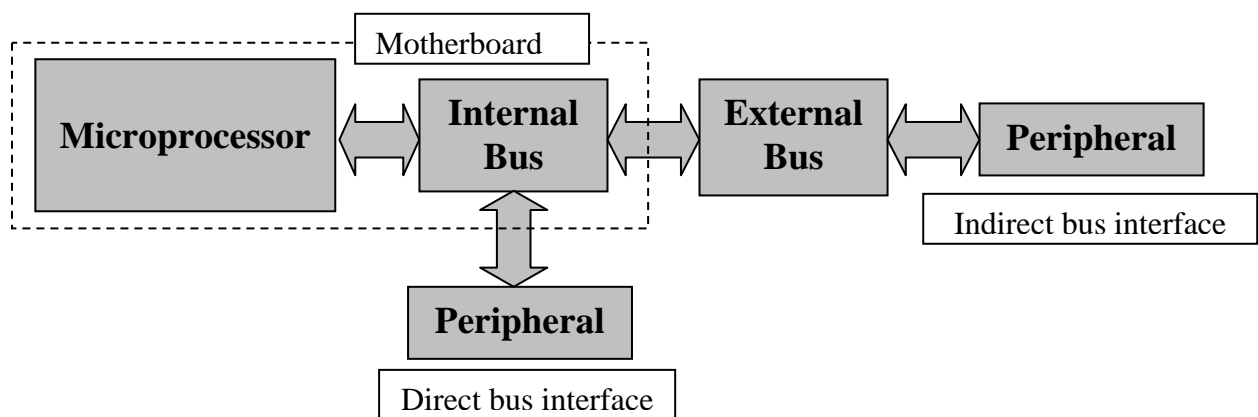 Motherboard
Microprocessor
Internal
Bus
External
Bus
Peripheral
Indirect bus interface
Peripheral
Direct bus interface